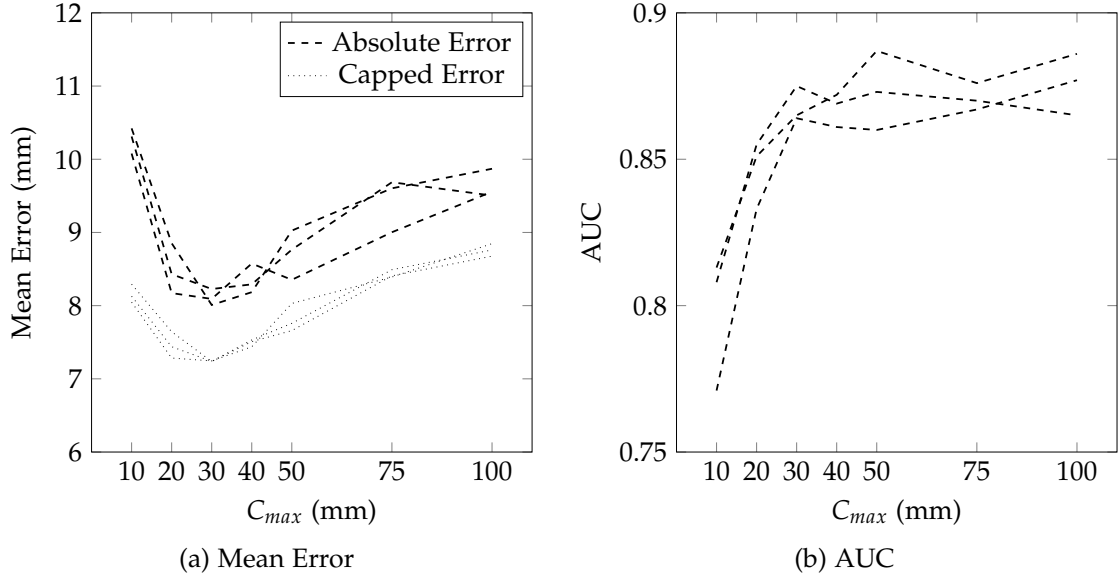 12
11
10
9
8
7
6
Mean Error (mm)
Absolute Error
Capped Error
10 20 30 40 50 75 100
C_max (mm)
(a) Mean Error
0.9
0.85
0.8
0.75
AUC
10 20 30 40 50 75 100
C_max (mm)
(b) AUC